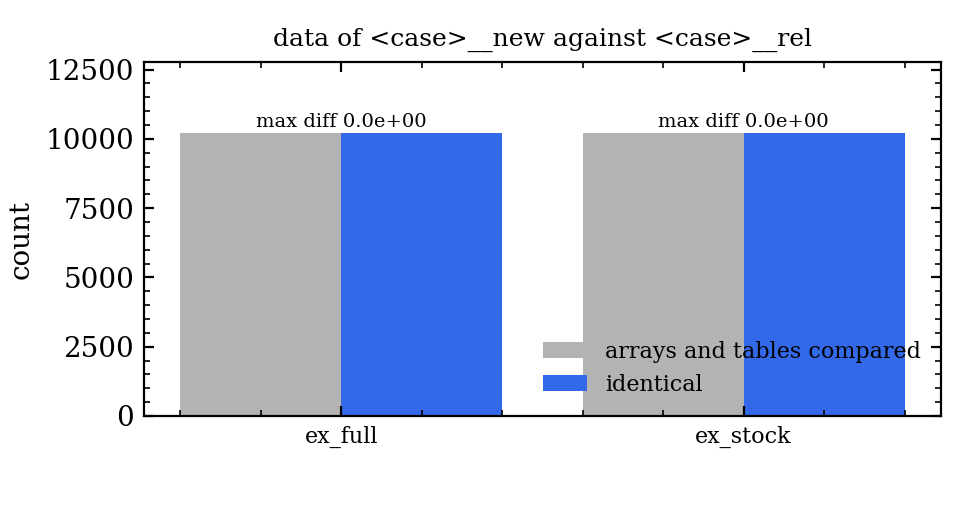 data of <case>__new against <case>__rel
12500
10000
7500
5000
2500
0
count
max diff 0.0e+00
max diff 0.0e+00
arrays and tables compared
identical
ex_full
ex_stock